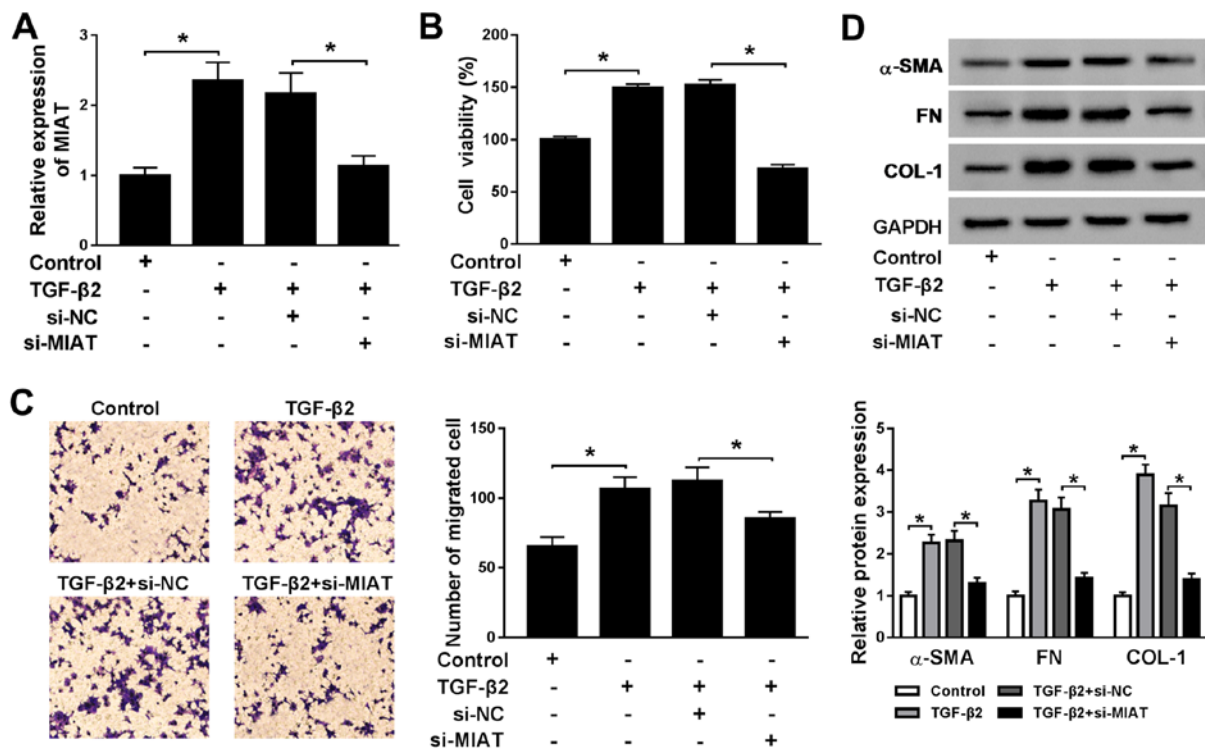 A
Relative expression
of MIAT
3
2
1
0
*
*
Control + - - -
TGF-β2 - + + +
si-NC - - + -
si-MIAT - - - +
B
Cell viability (%)
200
150
100
50
0
*
*
Control + - - -
TGF-β2 - + + +
si-NC - - + -
si-MIAT - - - +
D
α-SMA
FN
COL-1
GAPDH
Control + - - -
TGF-β2 - + + +
si-NC - - + -
si-MIAT - - - +
C
Control TGF-β2
TGF-β2+si-NC TGF-β2+si-MIAT
Number of migrated cell
150
100
50
0
*
*
Control + - - -
TGF-β2 - + + +
si-NC - - + -
si-MIAT - - - +
Relative protein expression
5
4
3
2
1
0
* * * * * *
α-SMA FN COL-1
Control TGF-β2+si-NC
TGF-β2 TGF-β2+si-MIAT